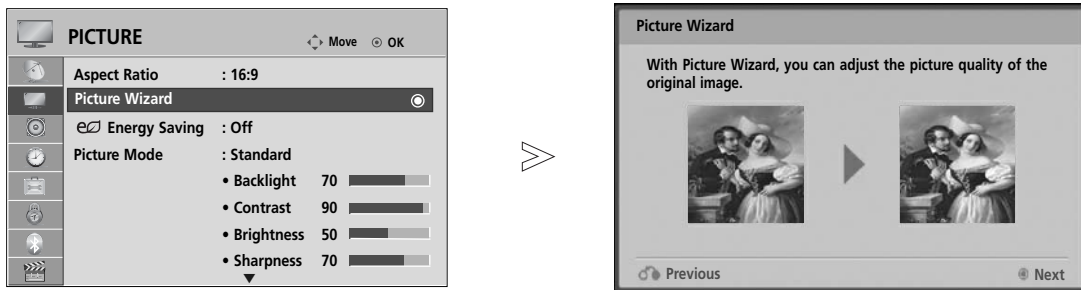 PICTURE
Move
OK
Aspect Ratio : 16:9
Picture Wizard
Energy Saving : Off
Picture Mode : Standard
• Backlight 70
• Contrast 90
• Brightness 50
• Sharpness 70
Picture Wizard
With Picture Wizard, you can adjust the picture quality of the
original image.
Previous
Next